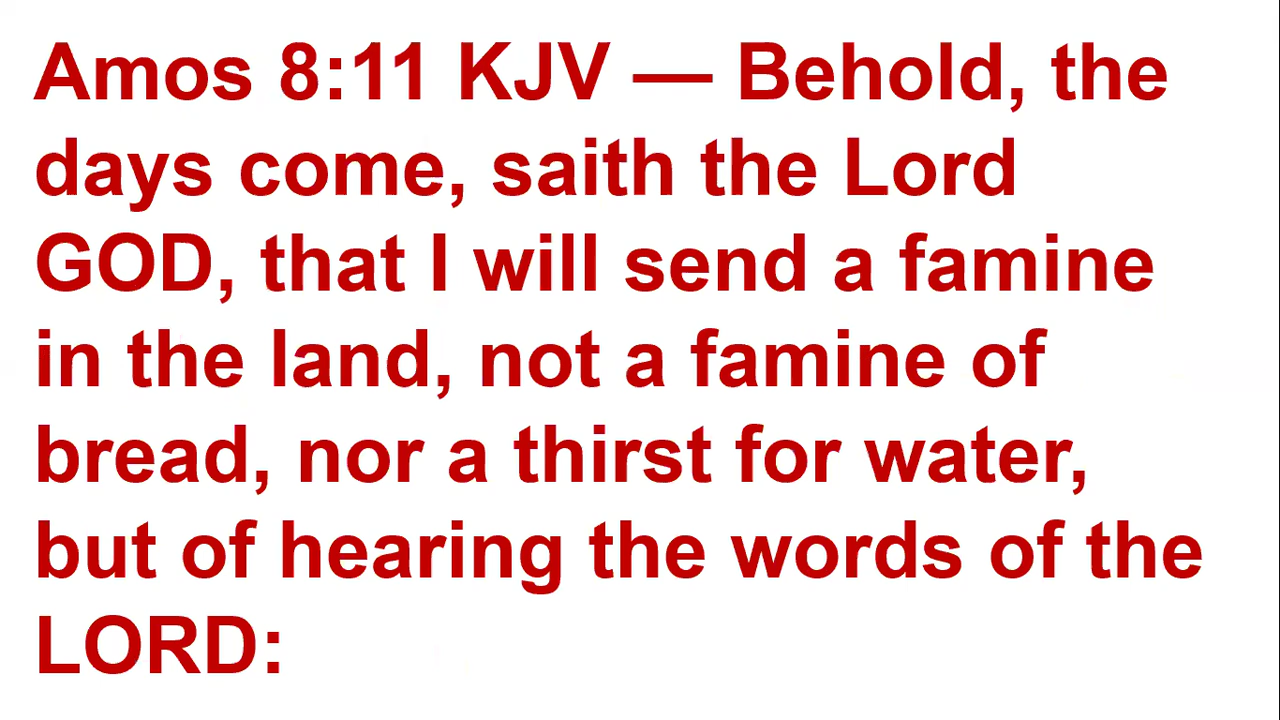 Amos 8:11 KJV — Behold, the
days come, saith the Lord
GOD, that I will send a famine
in the land, not a famine of
bread, nor a thirst for water,
but of hearing the words of the
LORD: